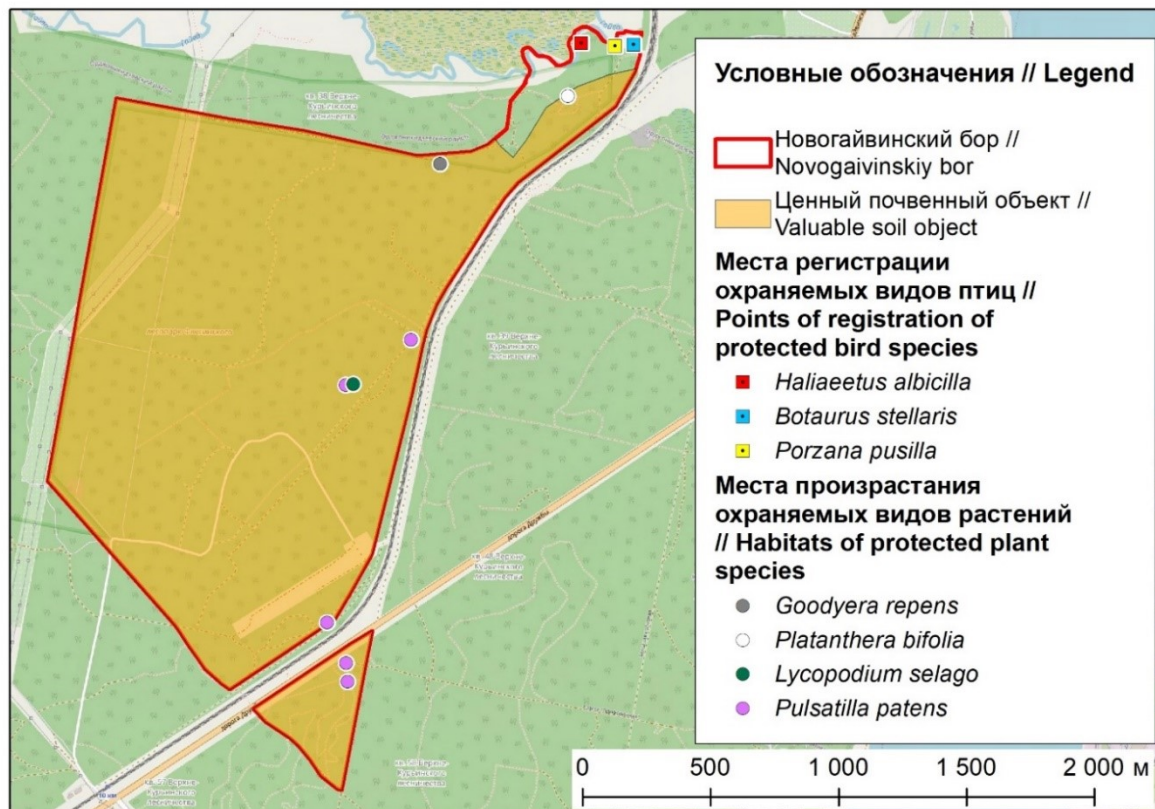 Условные обозначения // Legend
Новогайвинский бор //
Novogaivinskiy bor
Ценный почвенный объект //
Valuable soil object
Места регистрации
охраняемых видов птиц //
Points of registration of
protected bird species
Haliaeetus albicilla
Botaurus stellaris
Porzana pusilla
Места произрастания
охраняемых видов растений
// Habitats of protected plant
species
Goodyera repens
Platanthera bifolia
Lycopodium selago
Pulsatilla patens
0 500 1 000 1 500 2 000 м
дорога Дружбы